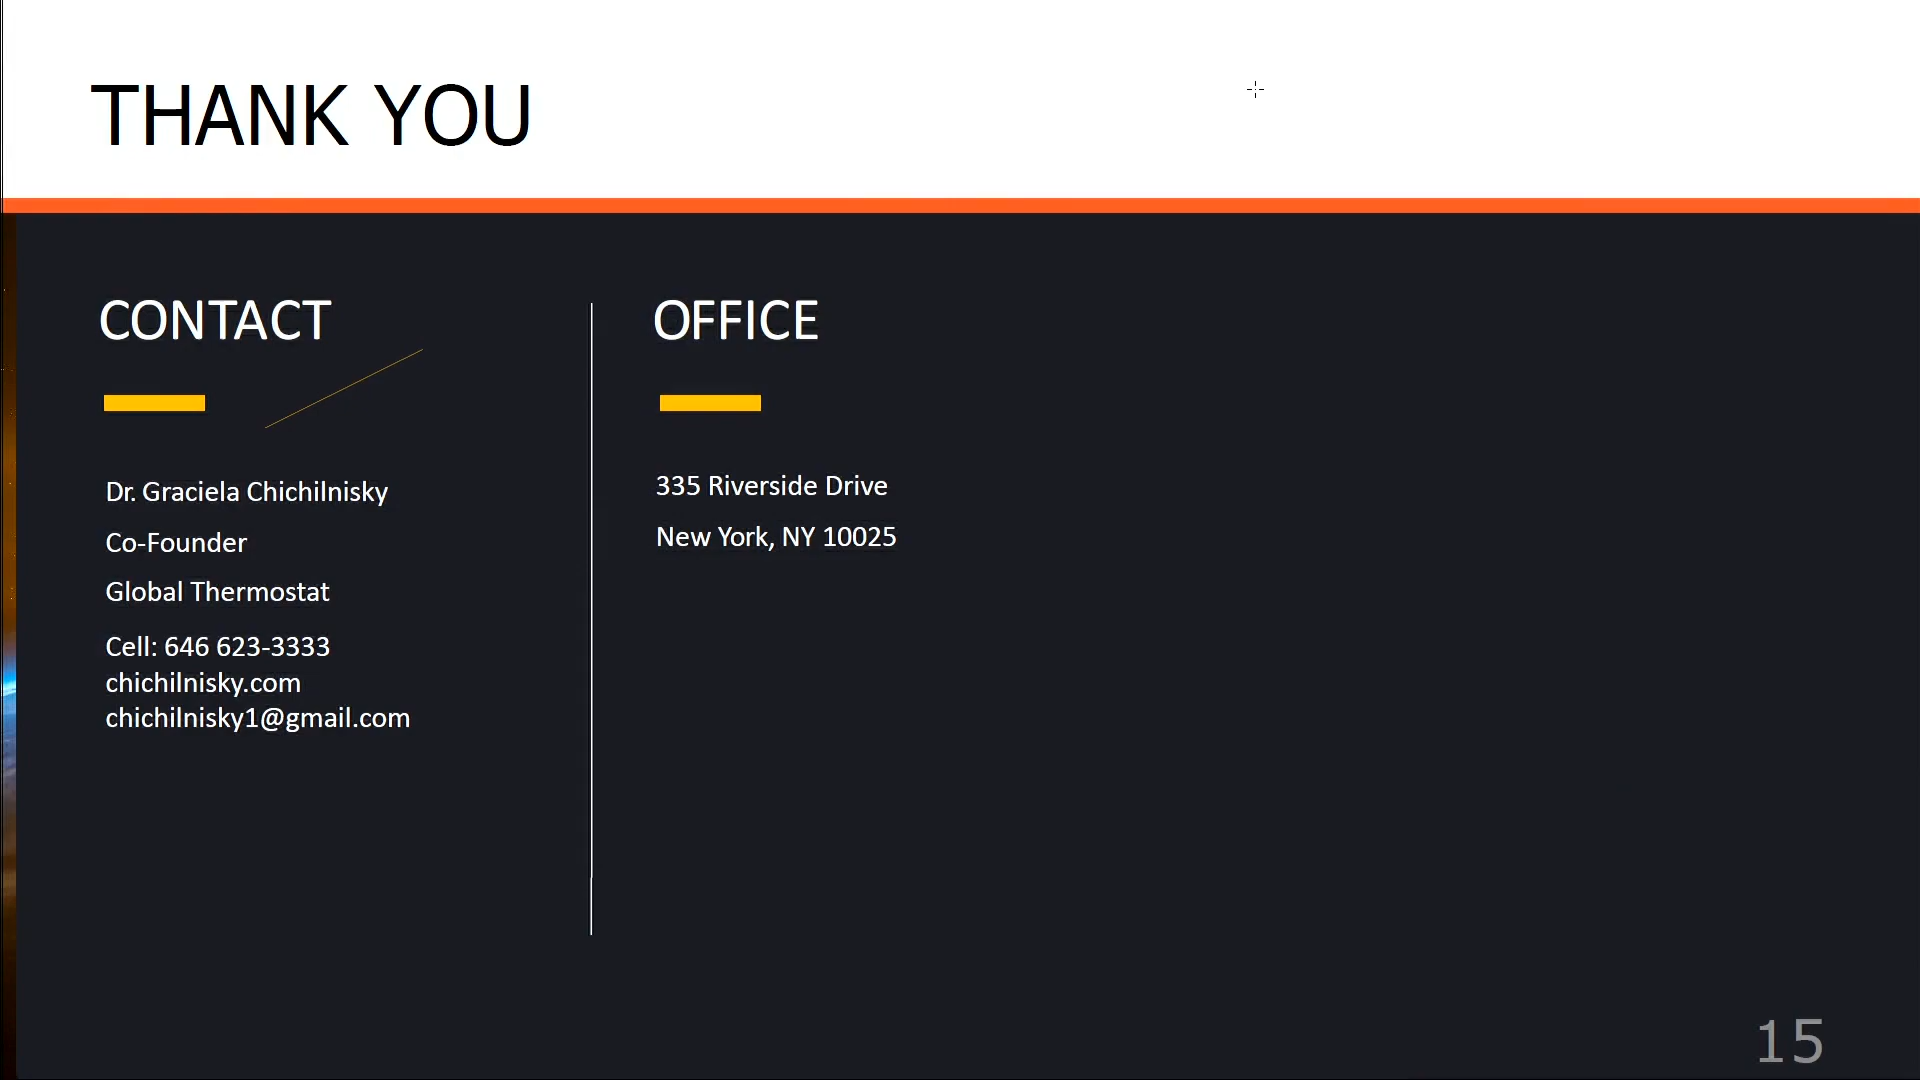 THANK YOU
CONTACT
Dr. Graciela Chichilnisky
Co-Founder
Global Thermostat
Cell: 646 623-3333
chichilnisky.com
chichilnisky1@gmail.com
OFFICE
335 Riverside Drive
New York, NY 10025
15